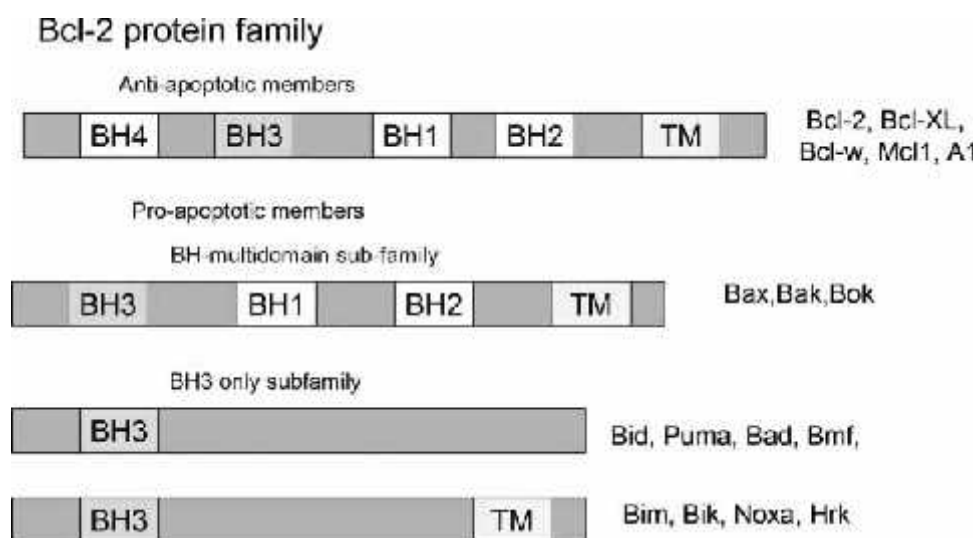 Bcl-2 protein family
Anti-apoptotic members
BH4 BH3 BH1 BH2 TM
Bcl-2, Bcl-XL,
Bcl-w, Mcl1, A1
Pro-apoptotic members
BH-multidomain sub-family
BH3 BH1 BH2 TM
Bax,Bak,Bok
BH3 only subfamily
BH3
Bid, Puma, Bad, Bmf,
BH3 TM
Bim, Bik, Noxa, Hrk